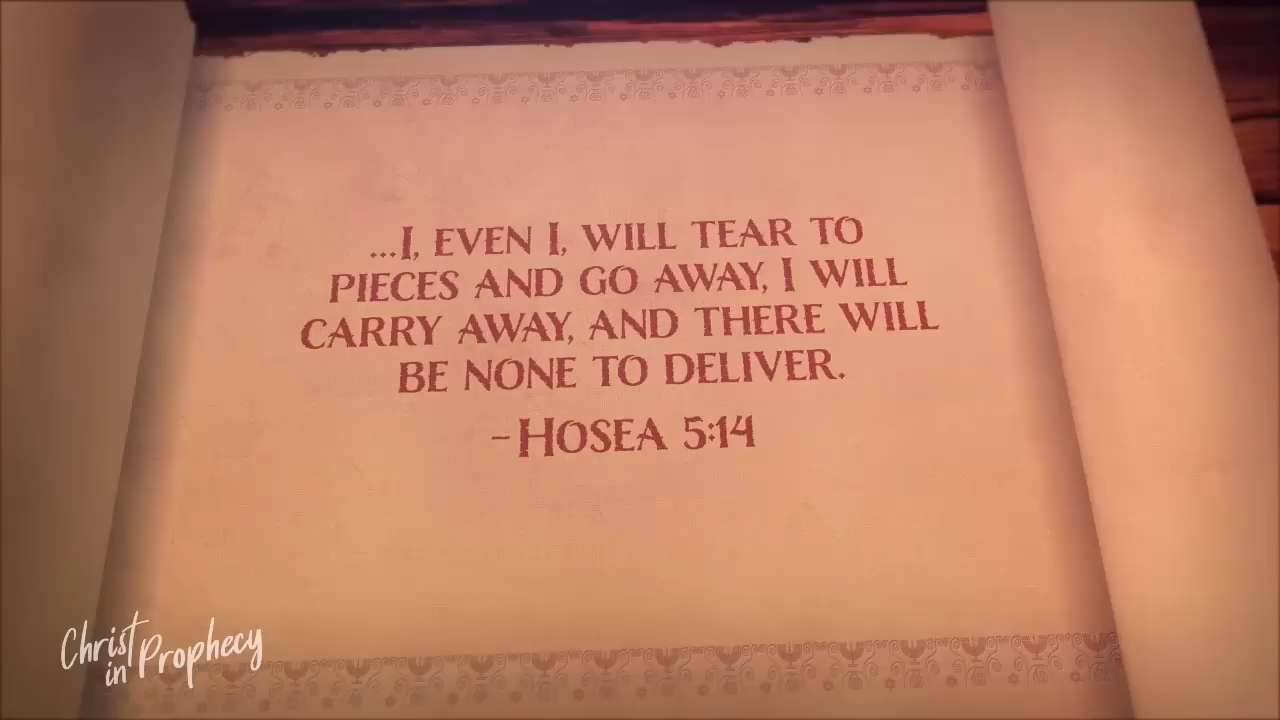 ...I, EVEN I, WILL TEAR TO
PIECES AND GO AWAY, I WILL
CARRY AWAY, AND THERE WILL
BE NONE TO DELIVER.
-HOSEA 5:14
Christ
in Prophecy